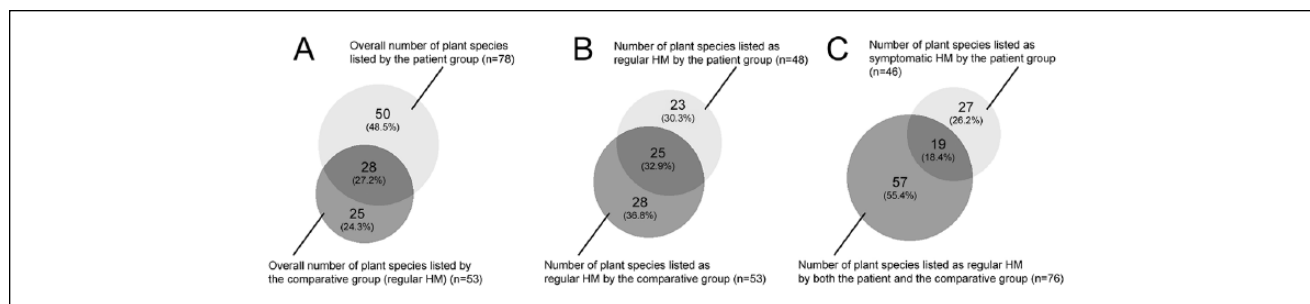 A
Overall number of plant species
listed by the patient group (n=78)
50
(48.5%)
28
(27.2%)
25
(24.3%)
Overall number of plant species listed by
the comparative group (regular HM) (n=53)
B
Number of plant species listed as
regular HM by the patient group (n=48)
23
(30.3%)
25
(32.9%)
28
(36.8%)
Number of plant species listed as
regular HM by the comparative group (n=53)
C
Number of plant species listed as
symptomatic HM by the patient group
(n=46)
27
(26.2%)
19
(18.4%)
57
(55.4%)
Number of plant species listed as regular HM
by both the patient and the comparative group (n=76)